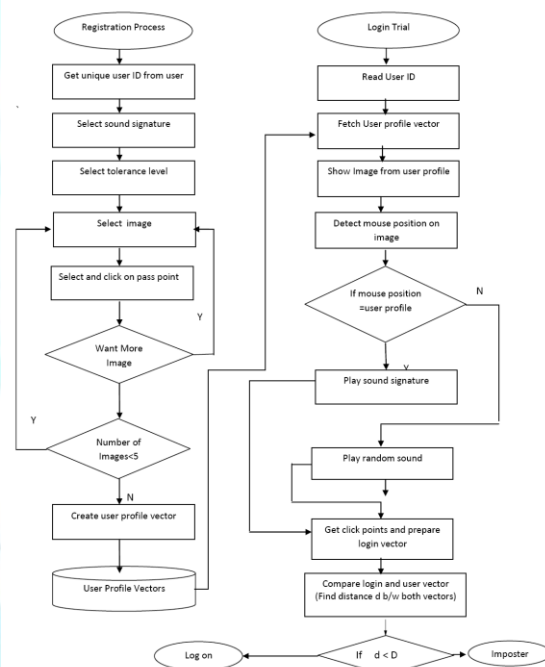 Registration Process
Get unique user ID from user
Select sound signature
Select tolerance level
Select image
Select and click on pass point
Y
Want More
Image
Y
Number of
Images<5
N
Create user profile vector
User Profile Vectors
Login Trial
Read User ID
Fetch User profile vector
Show Image from user profile
Detect mouse position on
image
If mouse position
=user profile
N
Y
Play sound signature
Play random sound
Get click points and prepare
login vector
Compare login and user vector
(Find distance d b/w both vectors)
If d < D
Log on
Imposter